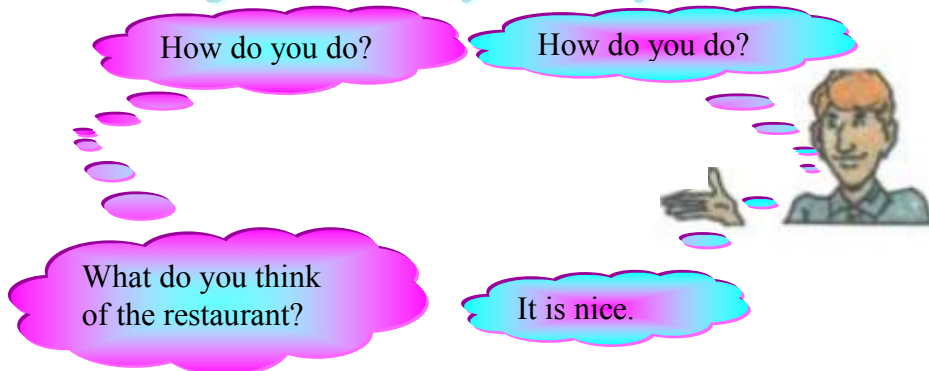 How do you do?
How do you do?
What do you think
of the restaurant?
It is nice.